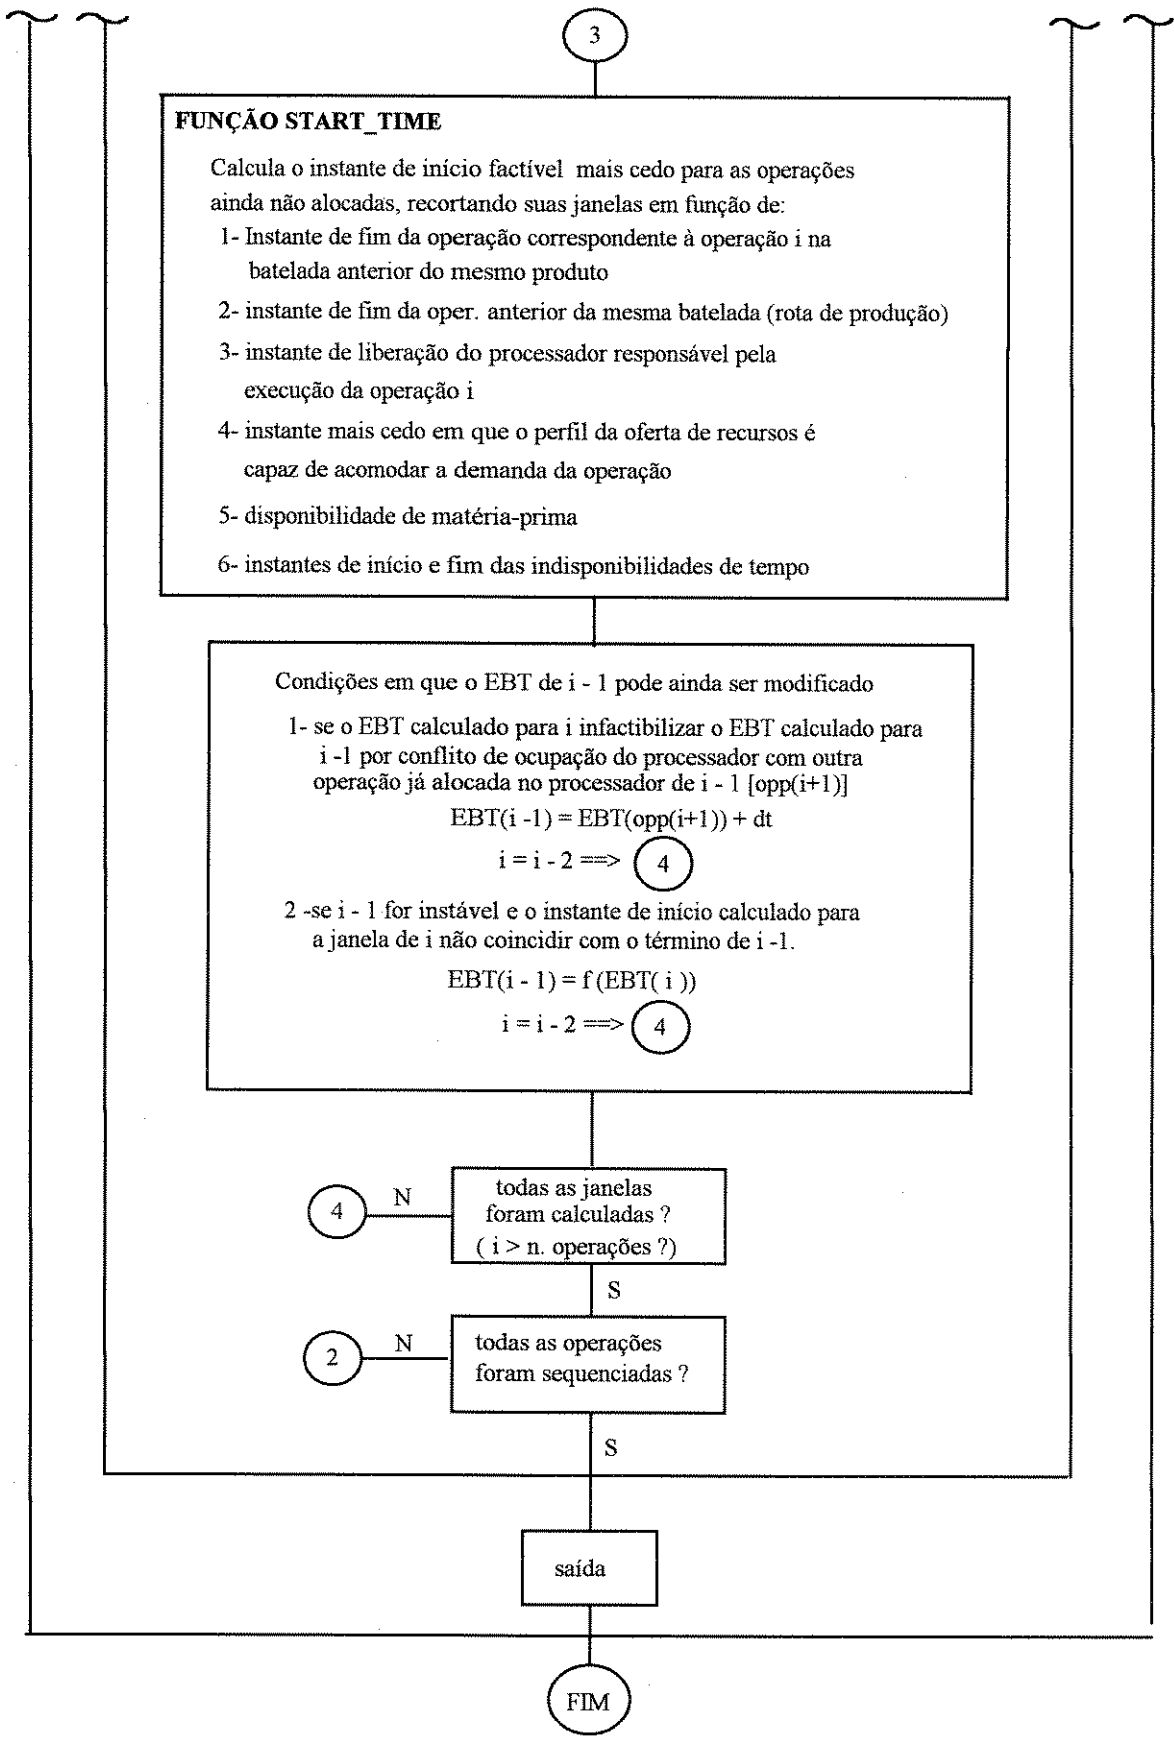 3
FUNÇÃO START_TIME
Calcula o instante de início factível mais cedo para as operações
ainda não alocadas, recortando suas janelas em função de:
1- Instante de fim da operação correspondente à operação i na
batelada anterior do mesmo produto
2- instante de fim da oper. anterior da mesma batelada (rota de produção)
3- instante de liberação do processador responsável pela
execução da operação i
4- instante mais cedo em que o perfil da oferta de recursos é
capaz de acomodar a demanda da operação
5- disponibilidade de matéria-prima
6- instantes de início e fim das indisponibilidades de tempo
Condições em que o EBT de i - 1 pode ainda ser modificado
1- se o EBT calculado para i infactibilizar o EBT calculado para
i -1 por conflito de ocupação do processador com outra
operação já alocada no processador de i - 1 [opp(i+1)]
EBT(i -1) = EBT(opp(i+1)) + dt
i = i - 2 ==> 4
2 -se i - 1 for instável e o instante de início calculado para
a janela de i não coincidir com o término de i -1.
EBT(i - 1) = f (EBT( i ))
i = i - 2 ==> 4
todas as janelas
4 N foram calculadas ?
( i > n. operações ?)
S
2 N todas as operações
foram sequenciadas ?
S
saída
FIM